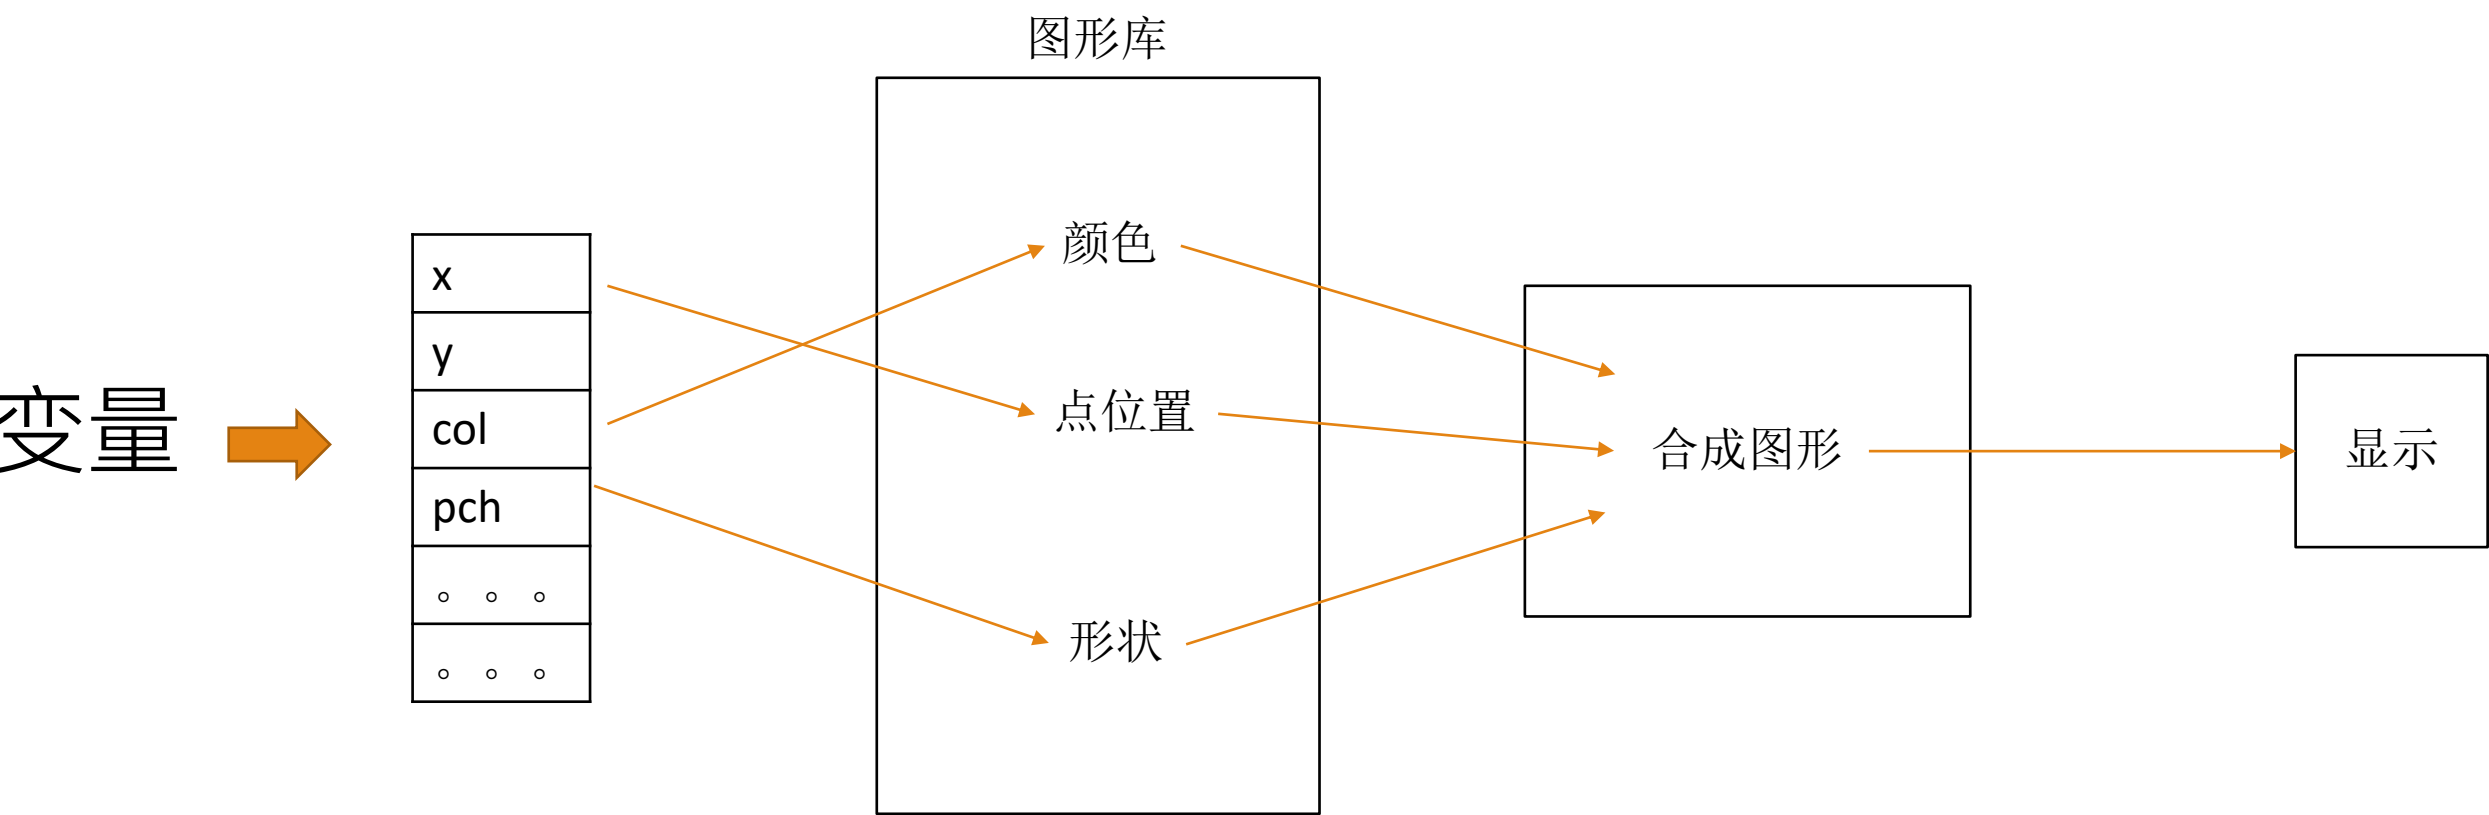 图形库
变量
x
y
col
pch
。。。
。。。
颜色
点位置
形状
合成图形
显示